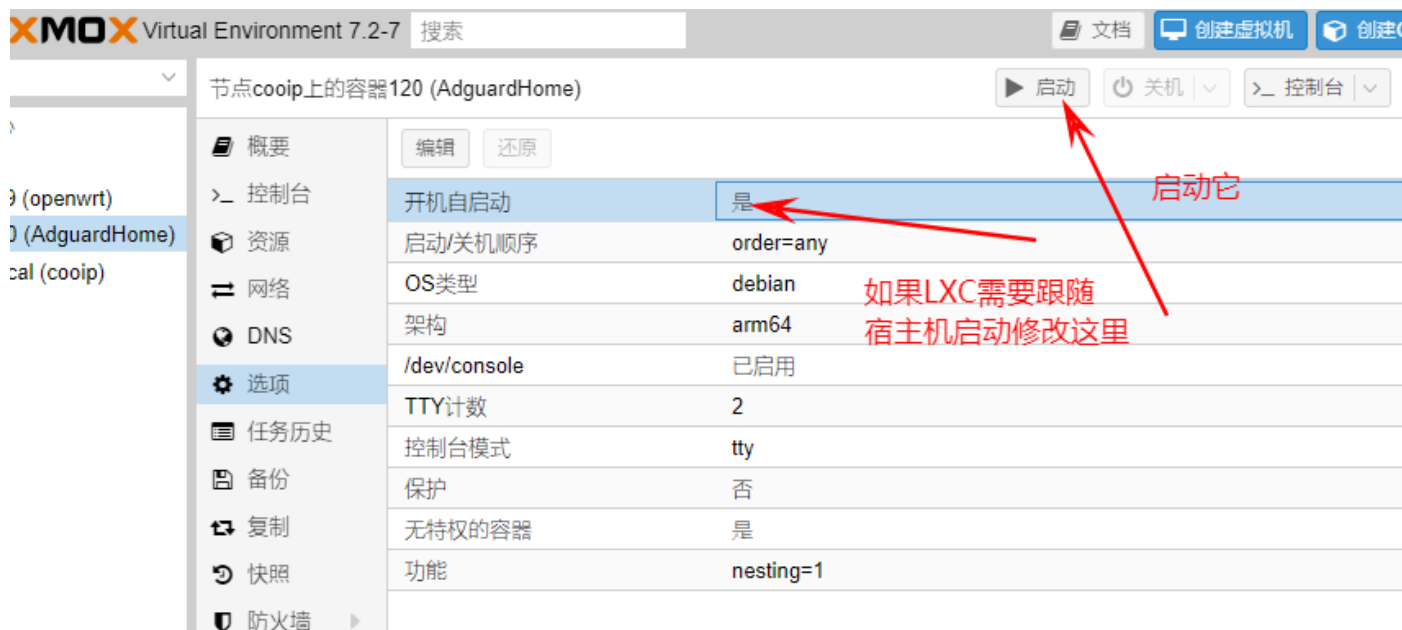 XMOX Virtual Environment 7.2-7 搜索 文档 创建虚拟机 创建C
节点cooip上的容器120 (AdguardHome) 启动 关机 控制台
9 (openwrt)
0 (AdguardHome)
cal (cooip)
概要
控制台
资源
网络
DNS
选项
任务历史
备份
复制
快照
防火墙
编辑 还原
开机自启动 是
启动/关机顺序 order=any
OS类型 debian
架构 arm64
/dev/console 已启用
TTY计数 2
控制台模式 tty
保护 否
无特权的容器 是
功能 nesting=1
启动它
如果LXC需要跟随
宿主机启动修改这里